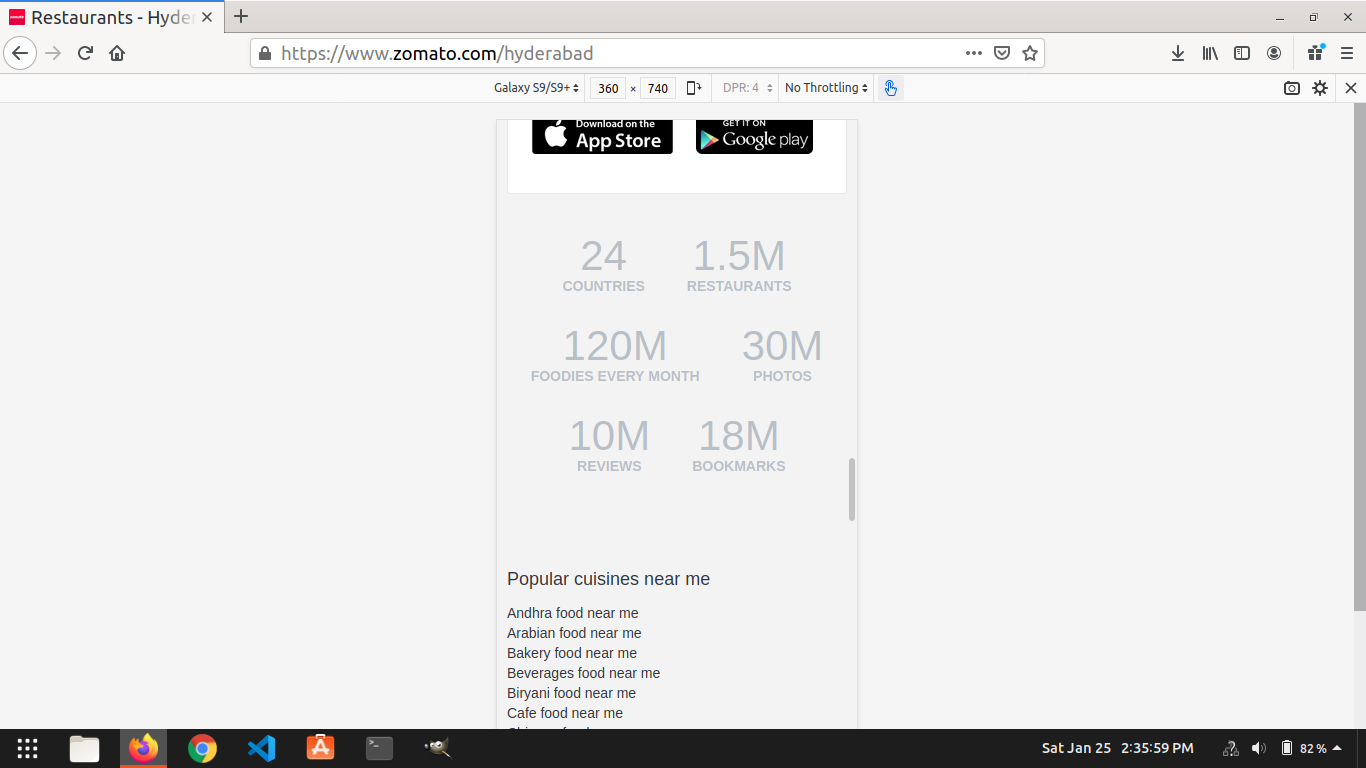 Restaurants - Hyde
https://www.zomato.com/hyderabad
Galaxy S9/S9+ 360 × 740 DPR: 4 No Throttling
Download on the
App Store
GET IT ON
Google play
24 1.5M
COUNTRIES RESTAURANTS
120M 30M
FOODIES EVERY MONTH PHOTOS
10M 18M
REVIEWS BOOKMARKS
Popular cuisines near me
Andhra food near me
Arabian food near me
Bakery food near me
Beverages food near me
Biryani food near me
Cafe food near me
Sat Jan 25 2:35:59 PM 82 %